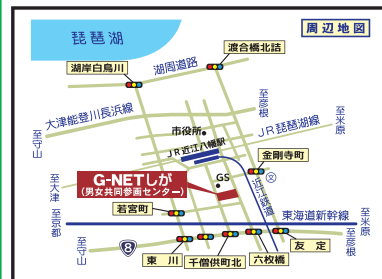 周辺地図
琵琶湖
渡合橋北詰
湖岸白鳥川
湖周道路
大津能登川長浜線
至彦根
至米原
市役所
JR琵琶湖線
JR近江八幡駅
至守山
金剛寺町
G-NETしが
(男女共同参画センター)
GS
近江鉄道
至大津
若宮町
東海道新幹線
至京都
至米原
8
至守山
至彦根
東川
千僧供町北
六枚橋
友定